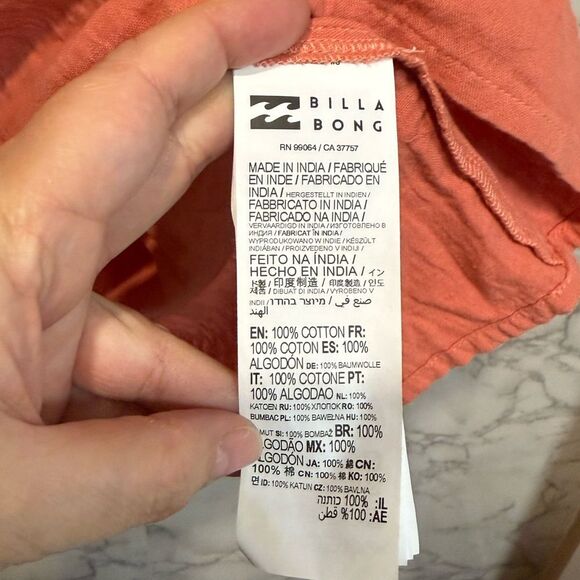 BILLA
BONG
RN 99064 / CA 37757
MADE IN INDIA / FABRIQUÉ
EN INDE / FABRICADO EN
INDIA / HERGESTELLT IN INDIEN /
FABBRICATO IN INDIA /
FABRICADO NA INDIA /
VERVAARDIGD IN INDIA / ИЗГОТОВЛЕНО В
ИНДИЯ / FABRICAT ÎN INDIA /
WYPRODUKOWANO W INDIE / KÉSZÜLT
INDIÁBAN / PROIZVEDENO V INDIJI /
FEITO NA ÍNDIA /
HECHO EN INDIA / イン
ド製 / 印度制造 / 인도
제품 / DIBUAT DI INDIA / VYROBENO V
INDII / מיוצר בהודו / صنع في
الهند
EN: 100% COTTON FR:
100% COTON ES: 100%
ALGODÓN DE: 100% BAUMWOLLE
IT: 100% COTONE PT:
100% ALGODAO NL: 100%
KATOEN RU: 100% ХЛОПОК RO: 100%
BUMBAC PL: 100% BAWEŁNA HU: 100%
MUT SI: 100% BOMBAŽ BR: 100%
ALGODÃO MX: 100%
ALGODÓN JA: 100% 綿 CN:
100% 棉 CN: 100% 棉 KO: 100%
면 ID: 100% KATUN CZ: 100% BAVLNA
IL: 100% כותנה
AE: 100% قطن